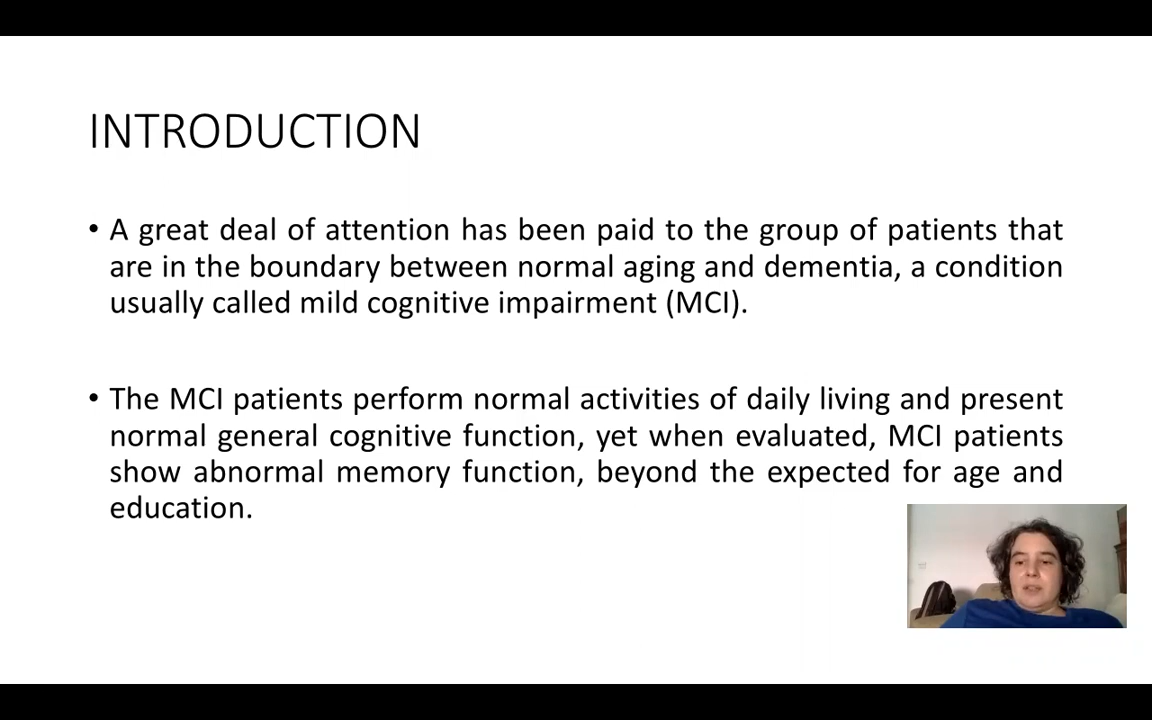 INTRODUCTION
• A great deal of attention has been paid to the group of patients that
are in the boundary between normal aging and dementia, a condition
usually called mild cognitive impairment (MCI).
• The MCI patients perform normal activities of daily living and present
normal general cognitive function, yet when evaluated, MCI patients
show abnormal memory function, beyond the expected for age and
education.